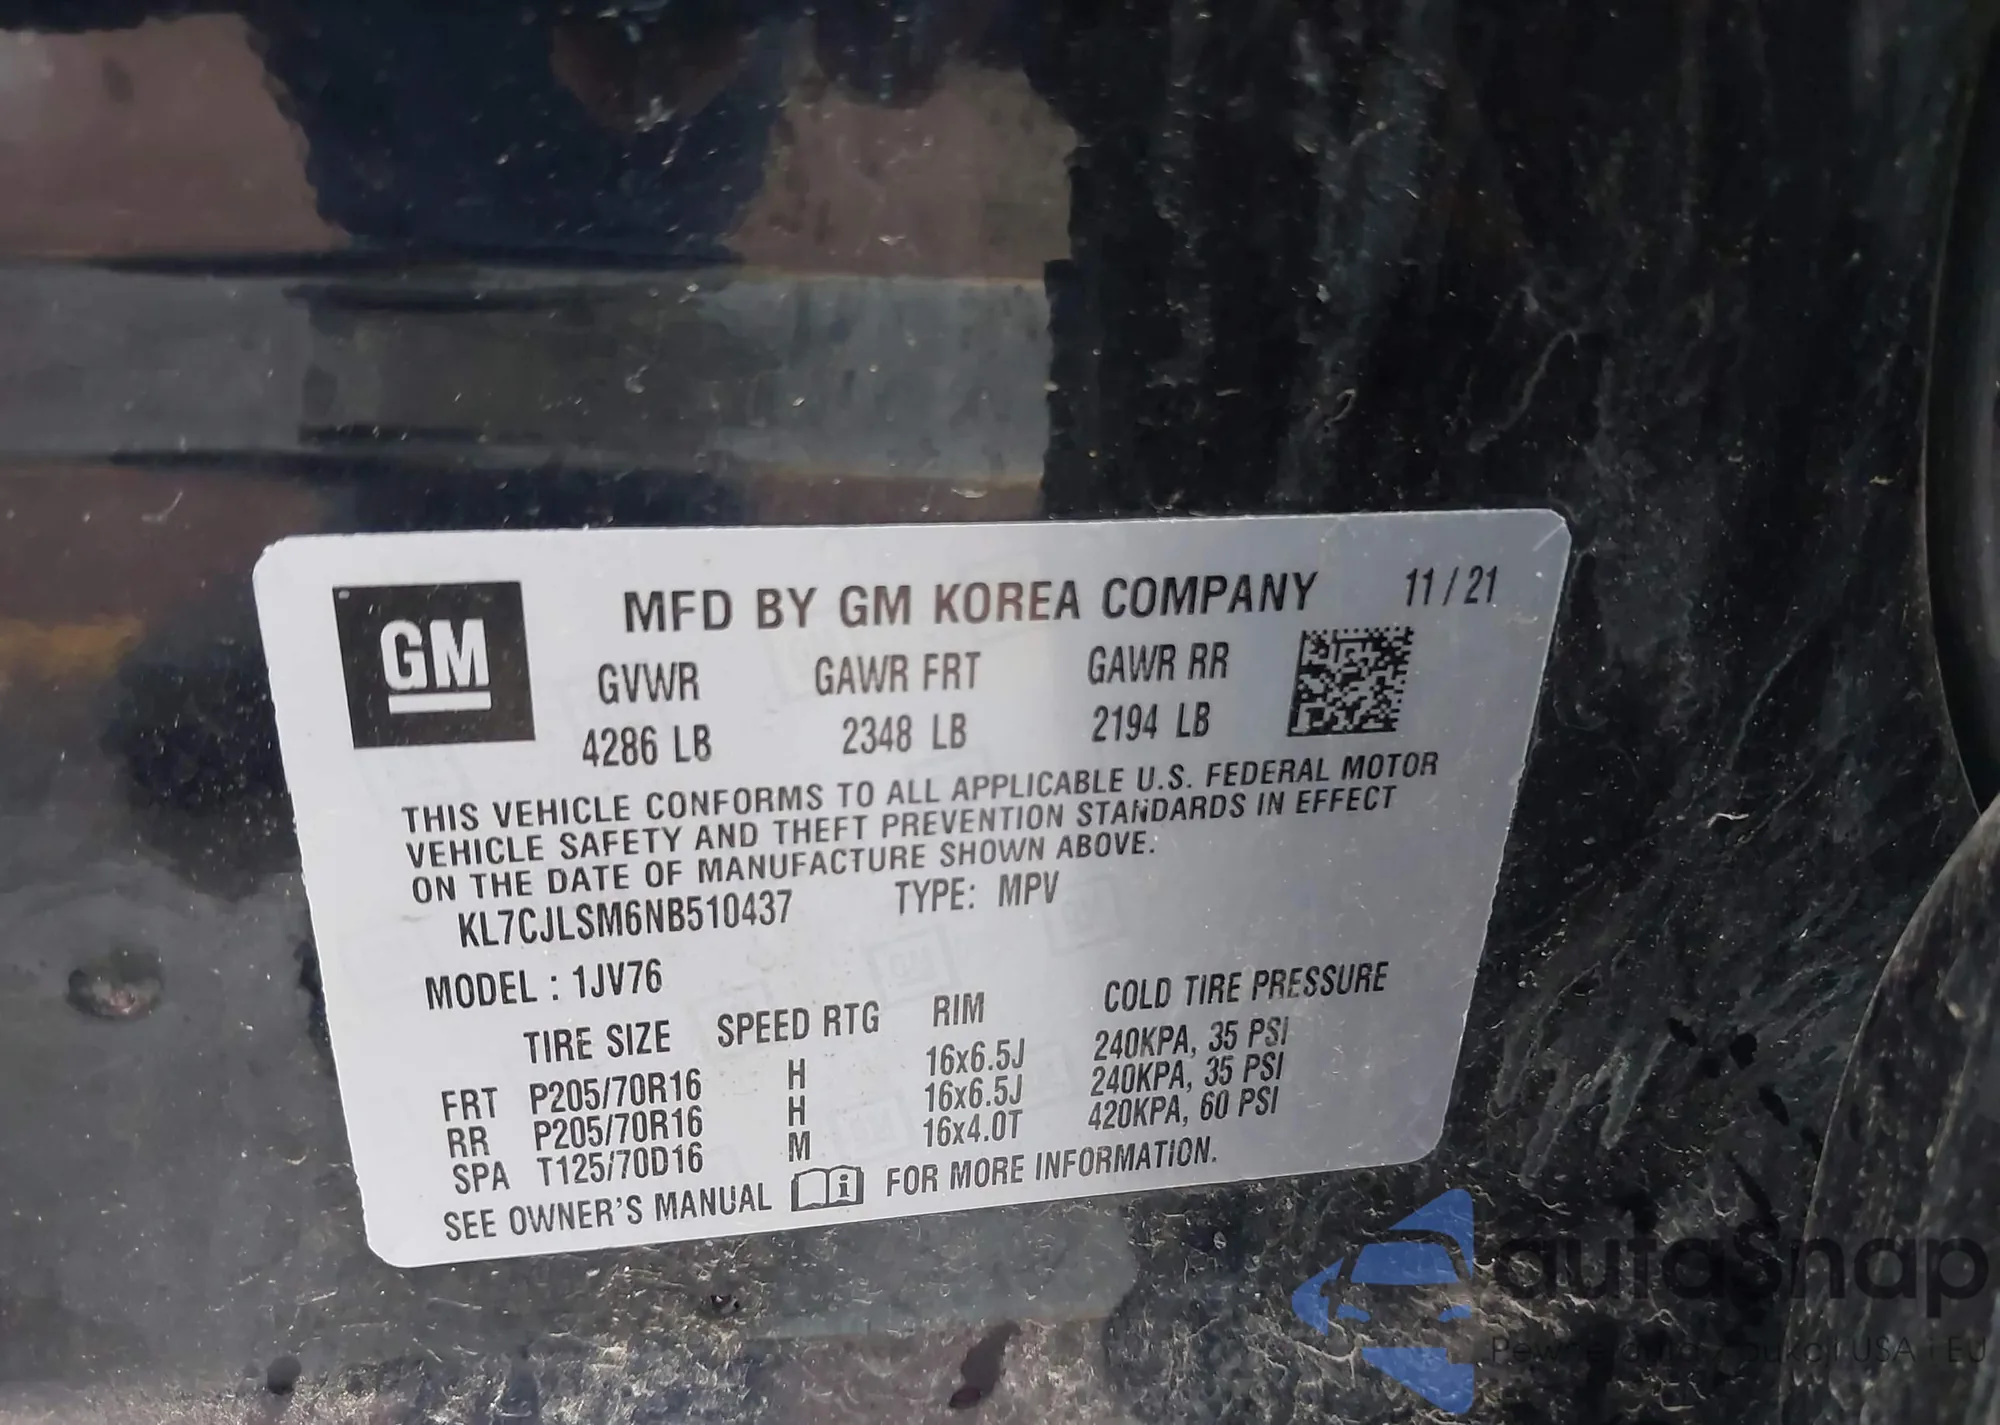 GM
MFD BY GM KOREA COMPANY 11/21
GVWR GAWR FRT GAWR RR
4286 LB 2348 LB 2194 LB
THIS VEHICLE CONFORMS TO ALL APPLICABLE U.S. FEDERAL MOTOR
VEHICLE SAFETY AND THEFT PREVENTION STANDARDS IN EFFECT
ON THE DATE OF MANUFACTURE SHOWN ABOVE.
KL7CJLSM6NB510437 TYPE: MPV
MODEL : 1JV76
TIRE SIZE SPEED RTG RIM COLD TIRE PRESSURE
FRT P205/70R16 H 16x6.5J 240KPA, 35 PSI
RR P205/70R16 H 16x6.5J 240KPA, 35 PSI
SPA T125/70D16 M 16x4.0T 420KPA, 60 PSI
SEE OWNER'S MANUAL i FOR MORE INFORMATION.
autaSnap
USA i EU